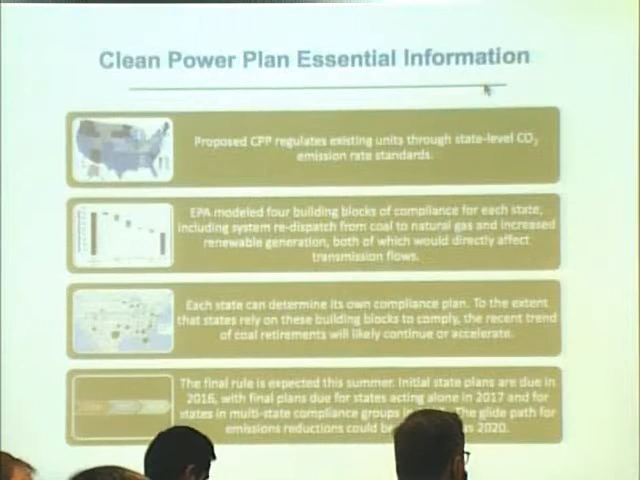 Clean Power Plan Essential Information
Proposed CPP regulates existing units through state-level CO₂
emission rate standards.
EPA modeled four building blocks of compliance for each state,
including system re-dispatch from coal to natural gas and increased
renewable generation, both of which would directly affect
transmission flows.
Each state can determine its own compliance plan. To the extent
that states rely on these building blocks to comply, the recent trend
of coal retirements will likely continue or accelerate.
The final rule is expected this summer. Initial state plans are due in
2016, with final plans due for states acting alone in 2017 and for
states in multi-state compliance groups in The glide path for
emissions reductions could as 2020.